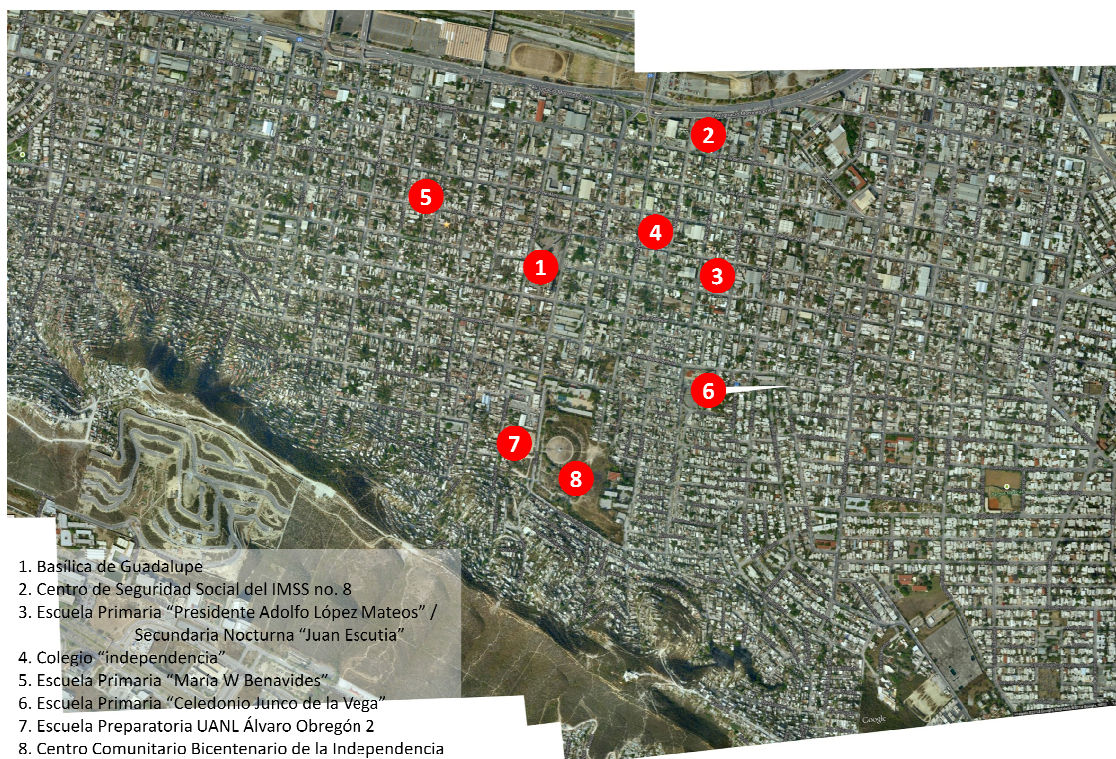 2
5
4
1
3
6
7
8
1. Basílica de Guadalupe
2. Centro de Seguridad Social del IMSS no. 8
3. Escuela Primaria “Presidente Adolfo López Mateos” /
Secundaria Nocturna “Juan Escutia”
4. Colegio “independencia”
5. Escuela Primaria “María W Benavides”
6. Escuela Primaria “Celedonio Junco de la Vega”
7. Escuela Preparatoria UANL Álvaro Obregón 2
8. Centro Comunitario Bicentenario de la Independencia
Google